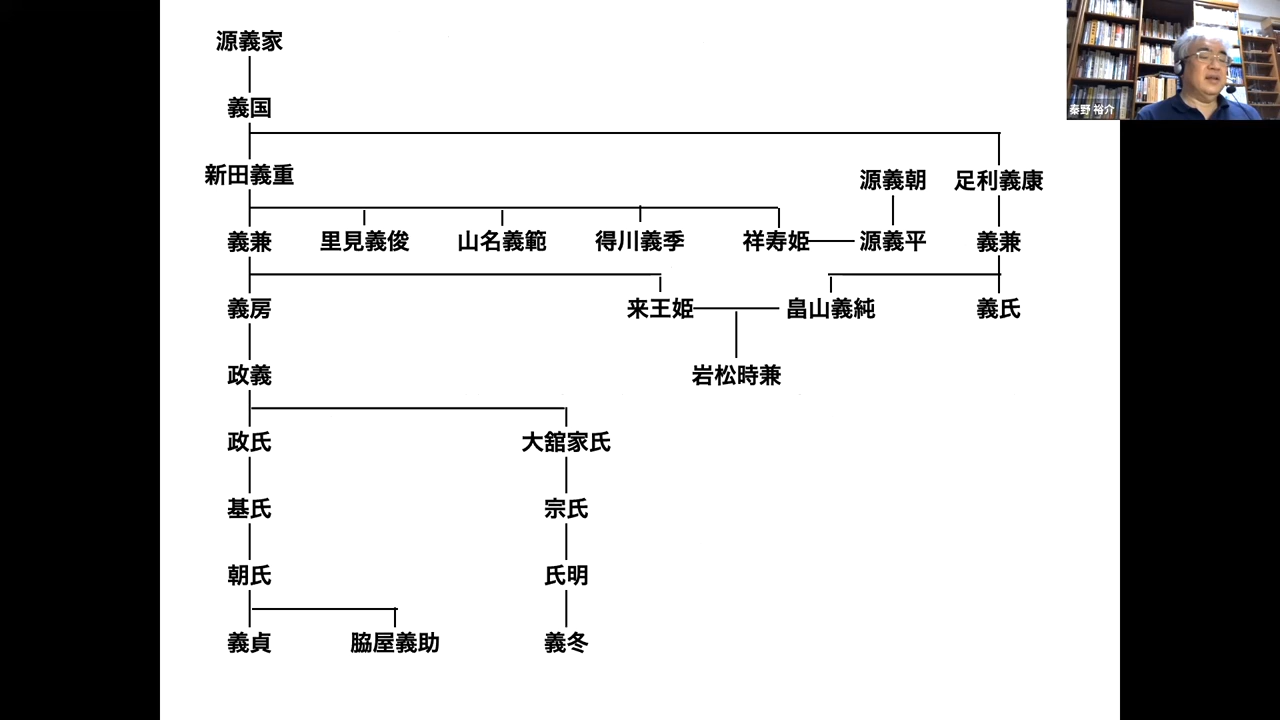 源義家
秦野 裕介
義国
新田義重
源義朝
足利義康
義兼
里見義俊
山名義範
得川義季
祥寿姫
源義平
義兼
義房
来王姫
畠山義純
義氏
政義
岩松時兼
政氏
大舘家氏
基氏
宗氏
朝氏
氏明
義貞
脇屋義助
義冬